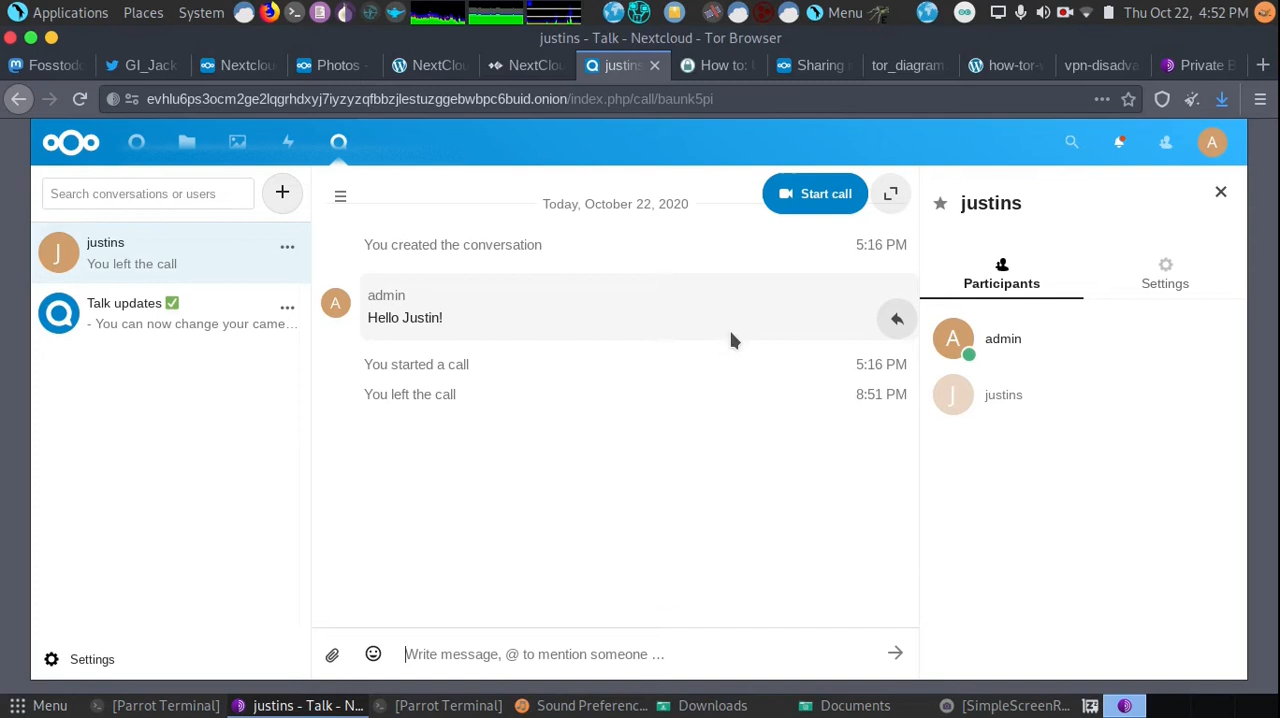 Applications Places System Menu Thu Oct 22, 4:52 PM
justins - Talk - Nextcloud - Tor Browser
Fosstodo GI_Jack Nextclou Photos - NextClou NextClou justins How to: U Sharing i tor_diagram. how-tor-w vpn-disadva Private B
evhlu6ps3ocm2ge2lqgrhdxyj7iyzyzqfbbzjlestuzggebwbpc6buid.onion/index.php/call/baunk5pi
A
Search conversations or users
Start call
Today, October 22, 2020
justins
J
justins
You left the call
You created the conversation 5:16 PM
Participants
Settings
A
admin
Hello Justin!
Talk updates ✅
- You can now change your came…
A
admin
You started a call 5:16 PM
You left the call 8:51 PM
J
justins
Settings
Write message, @ to mention someone …
Menu [Parrot Terminal] justins - Talk - N... [Parrot Terminal] Sound Preferenc... Downloads Documents [SimpleScreenR...